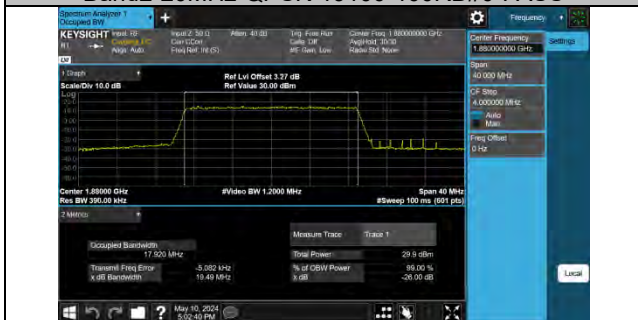 Spectrum Analyzer 1
Occupied BW
Frequency
Settings
KEYSIGHT Input: RF
Input Z: 50 Ω
Atten: 40 dB
Trig: Free Run
Center Freq: 1.880000000 GHz
Align: Auto
Gate: Off
Avg|Hold: 30/30
Freq Ref: Int (S)
#IF Gain: Low
Radio Std: None
Center Frequency
1.880000000 GHz
Span
40.000 MHz
CF Step
4.000000 MHz
Auto
Man
Freq Offset
0 Hz
Local
1 Graph
Scale/Div 10.0 dB
Ref Lvl Offset 3.27 dB
Ref Value 30.00 dBm
Log
Center 1.88000 GHz
#Video BW 1.2000 MHz
Span 40 MHz
Res BW 390.00 kHz
#Sweep 100 ms (601 pts)
2 Metrics
Measure Trace
Trace 1
Occupied Bandwidth
17.920 MHz
Total Power
29.9 dBm
Transmit Freq Error
-5.082 kHz
% of OBW Power
99.00 %
x dB Bandwidth
19.49 MHz
x dB
-26.00 dB
May 10, 2024
5:02:40 PM